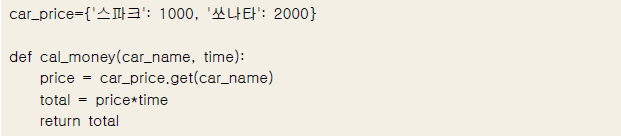 car_price={'스파크': 1000, '쏘나타': 2000}
def cal_money(car_name, time):
    price = car_price.get(car_name)
    total = price*time
    return total